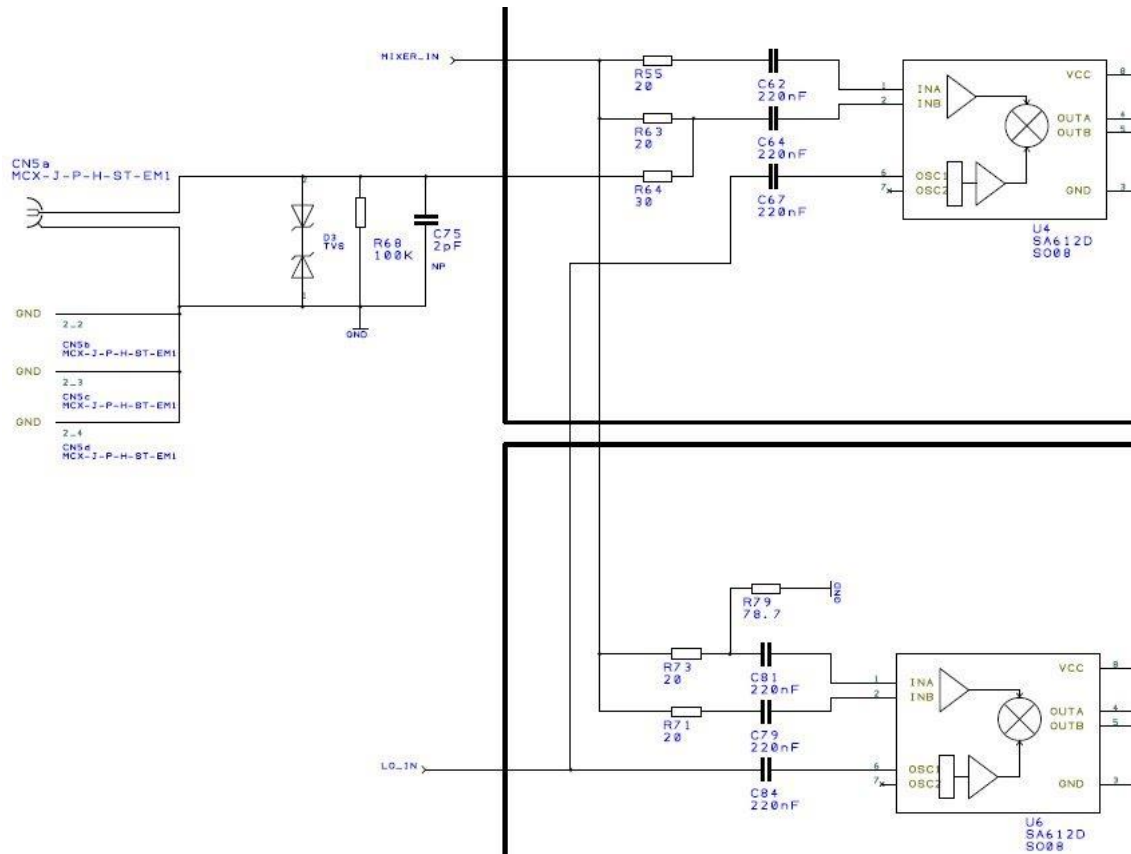 MIXER_IN
R55
20
C62
220nF
R63
20
C64
220nF
R64
30
C67
220nF
1
INA
2
INB
6
OSC1
7
OSC2
VCC
8
OUTA
4
OUTB
5
GND
3
U4
SA612D
SO08
CN5a
MCX-J-P-H-ST-EM1
2
D3
TVS
1
R68
100K
C75
2pF
NP
GND
GND
2_2
CN5b
MCX-J-P-H-ST-EM1
GND
2_3
CN5c
MCX-J-P-H-ST-EM1
GND
2_4
CN5d
MCX-J-P-H-ST-EM1
R79
78.7
GND
R73
20
C81
220nF
R71
20
C79
220nF
LO_IN
C84
220nF
1
INA
2
INB
6
OSC1
7
OSC2
VCC
8
OUTA
4
OUTB
5
GND
3
U6
SA612D
SO08